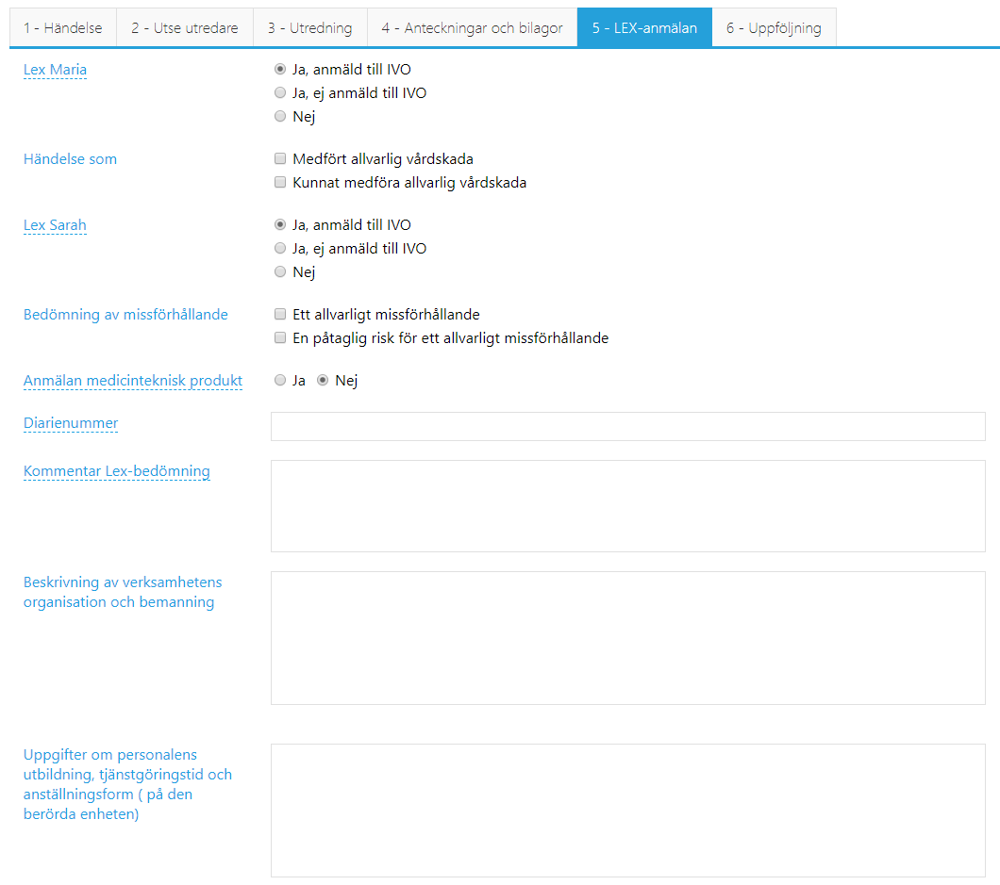 1 - Händelse 2 - Utse utredare 3 - Utredning 4 - Anteckningar och bilagor 5 - LEX-anmälan 6 - Uppföljning
Lex Maria Ja, anmäld till IVO
Ja, ej anmäld till IVO
Nej
Händelse som Medfört allvarlig vårdskada
Kunnat medföra allvarlig vårdskada
Lex Sarah Ja, anmäld till IVO
Ja, ej anmäld till IVO
Nej
Bedömning av missförhållande Ett allvarligt missförhållande
En påtaglig risk för ett allvarligt missförhållande
Anmälan medicinteknisk produkt Ja Nej
Diarienummer
Kommentar Lex-bedömning
Beskrivning av verksamhetens
organisation och bemanning
Uppgifter om personalens
utbildning, tjänstgöringstid och
anställningsform ( på den
berörda enheten)